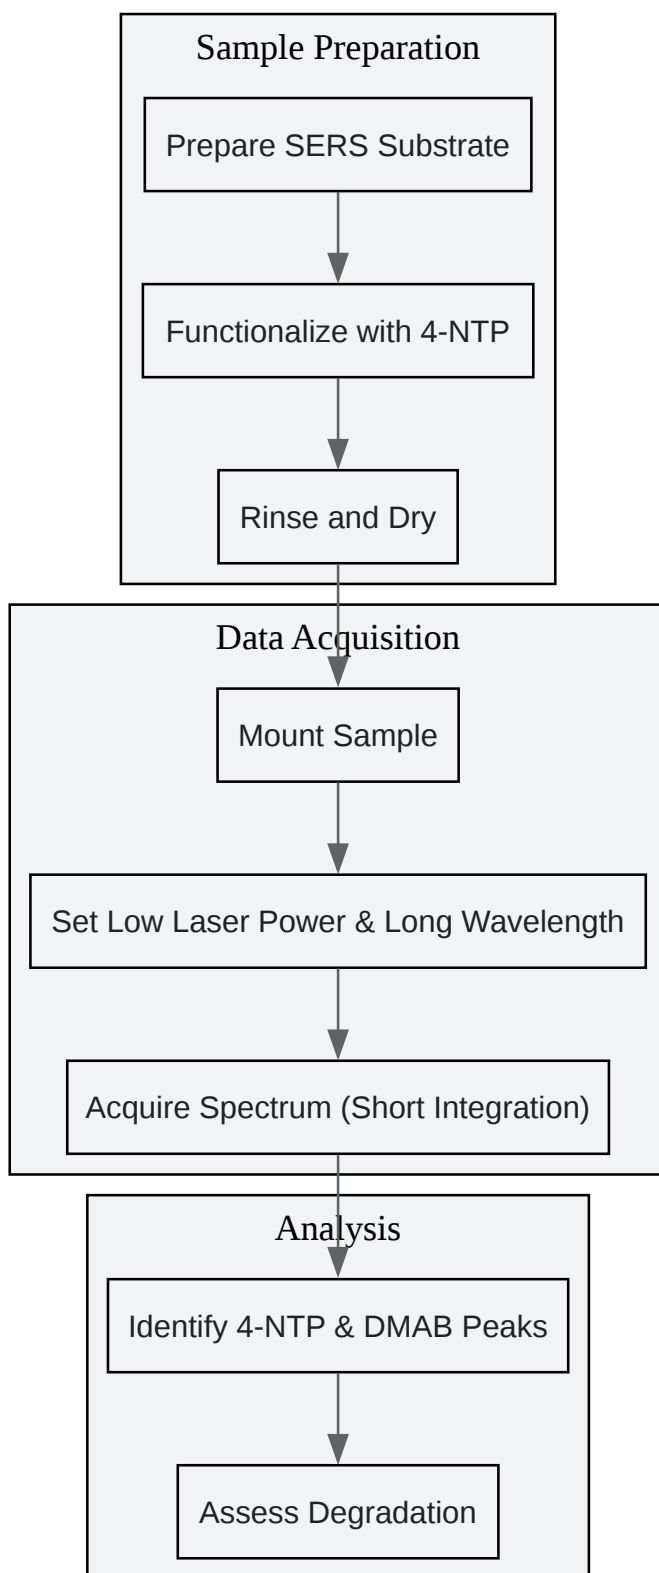 Sample Preparation
Prepare SERS Substrate
Functionalize with 4-NTP
Rinse and Dry
Data Acquisition
Mount Sample
Set Low Laser Power & Long Wavelength
Acquire Spectrum (Short Integration)
Analysis
Identify 4-NTP & DMAB Peaks
Assess Degradation